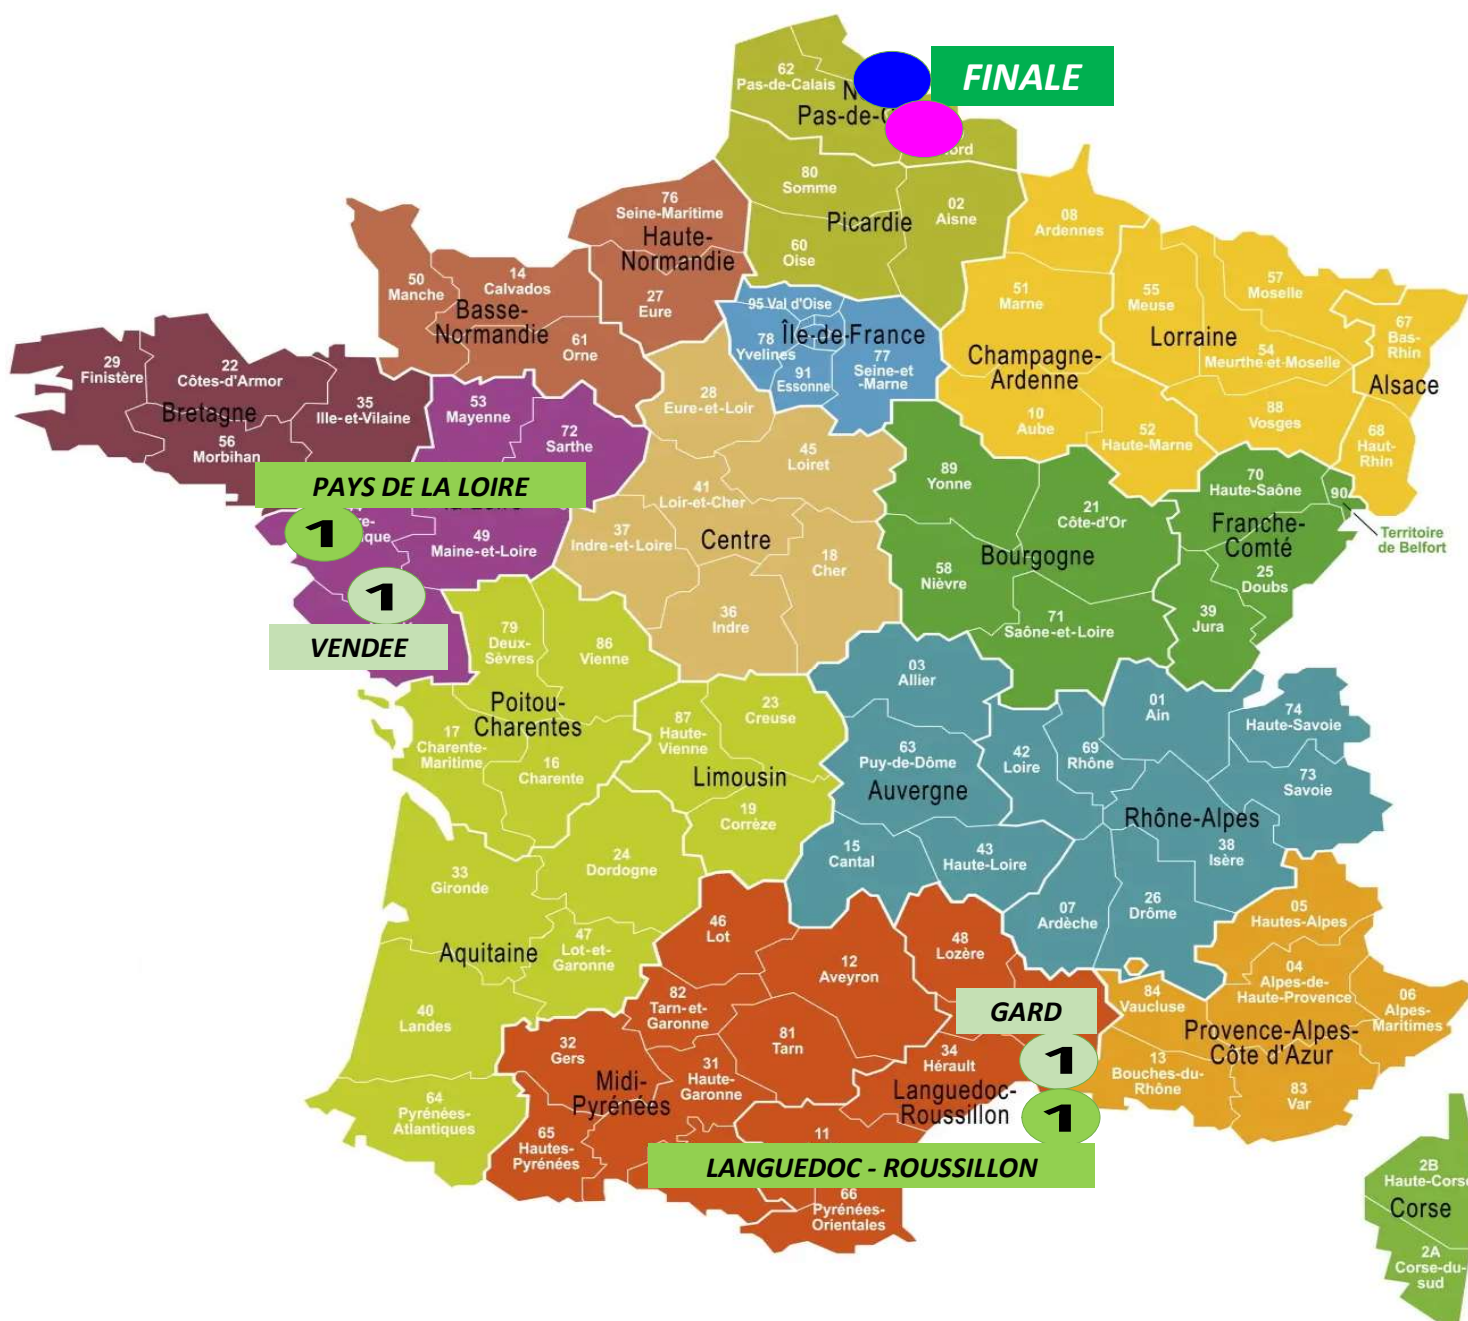 62
Pas-de-Calais
FINALE
80
Somme
02
Aisne
Picardie
60
Oise
76
Seine-Maritime
Haute-
Normandie
27
Eure
08
Ardennes
50
Manche
14
Calvados
Basse-
Normandie
61
Orne
95 Val d'Oise
Île-de-France
78
Yvelines
91
Essonne
77
Seine-et
-Marne
51
Marne
Champagne-
Ardenne
10
Aube
52
Haute-Marne
55
Meuse
57
Moselle
Lorraine
54
Meurthe-et-Moselle
88
Vosges
67
Bas-
Rhin
Alsace
68
Haut-
Rhin
29
Finistère
22
Côtes-d'Armor
Bretagne
35
Ille-et-Vilaine
56
Morbihan
53
Mayenne
72
Sarthe
PAYS DE LA LOIRE
1
49
Maine-et-Loire
1
VENDEE
28
Eure-et-Loir
45
Loiret
41
Loir-et-Cher
37
Indre-et-Loire
Centre
18
Cher
36
Indre
89
Yonne
21
Côte-d'Or
Bourgogne
58
Nièvre
71
Saône-et-Loire
70
Haute-Saône
90
Territoire
de Belfort
Franche-
Comté
25
Doubs
39
Jura
79
Deux-
Sèvres
86
Vienne
Poitou-
Charentes
17
Charente-
Maritime
16
Charente
87
Haute-
Vienne
23
Creuse
Limousin
19
Corrèze
03
Allier
63
Puy-de-Dôme
Auvergne
15
Cantal
43
Haute-Loire
42
Loire
69
Rhône
01
Ain
74
Haute-Savoie
73
Savoie
Rhône-Alpes
38
Isère
07
Ardèche
26
Drôme
33
Gironde
24
Dordogne
Aquitaine
47
Lot-et-
Garonne
40
Landes
64
Pyrénées-
Atlantiques
46
Lot
12
Aveyron
82
Tarn-et-
Garonne
81
Tarn
32
Gers
31
Haute-
Garonne
Midi-
Pyrénées
65
Hautes-
Pyrénées
48
Lozère
GARD
1
34
Hérault
Languedoc-
Roussillon
1
11
LANGUEDOC - ROUSSILLON
66
Pyrénées-
Orientales
05
Hautes-Alpes
04
Alpes-de-
Haute-Provence
06
Alpes-
Maritimes
84
Vaucluse
Provence-Alpes-
Côte d'Azur
13
Bouches-du-
Rhône
83
Var
2B
Haute-Corse
Corse
2A
Corse-du-
sud